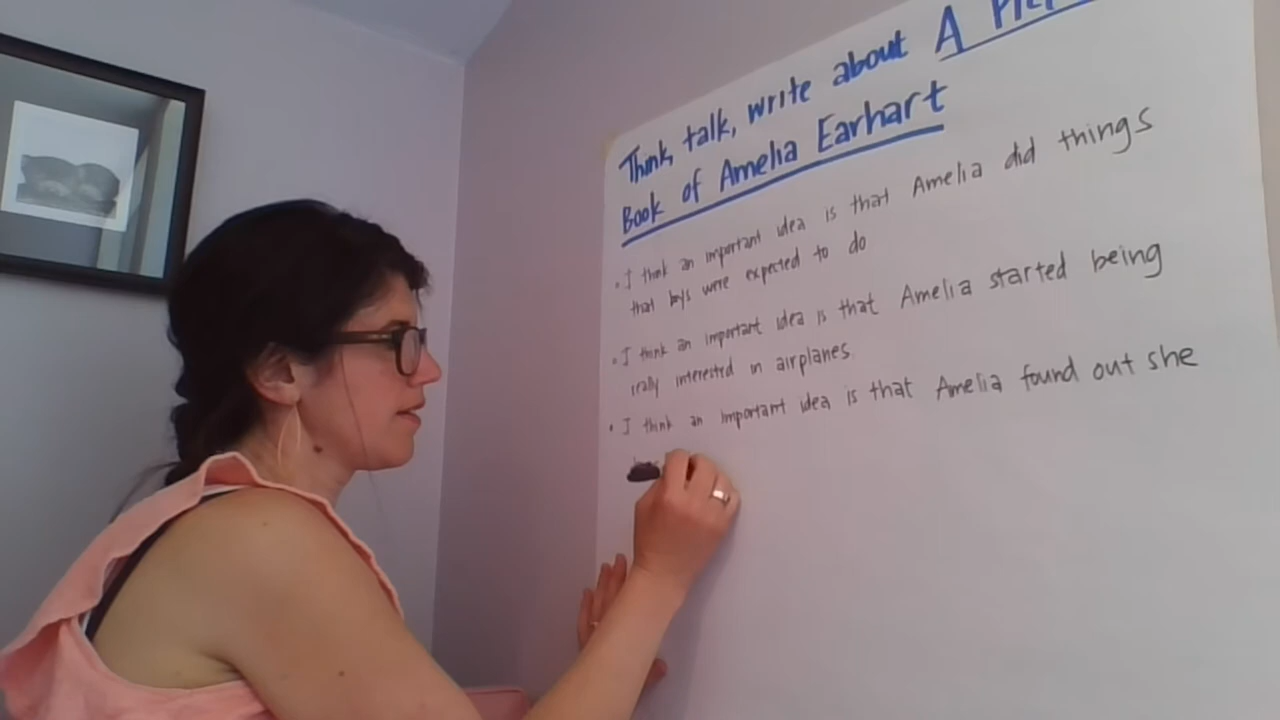 Think, talk, write about A
Book of Amelia Earhart
• I think an important idea is that Amelia did things
that boys were expected to do
• I think an important idea is that Amelia started being
really interested in airplanes.
• I think an important idea is that Amelia found out she